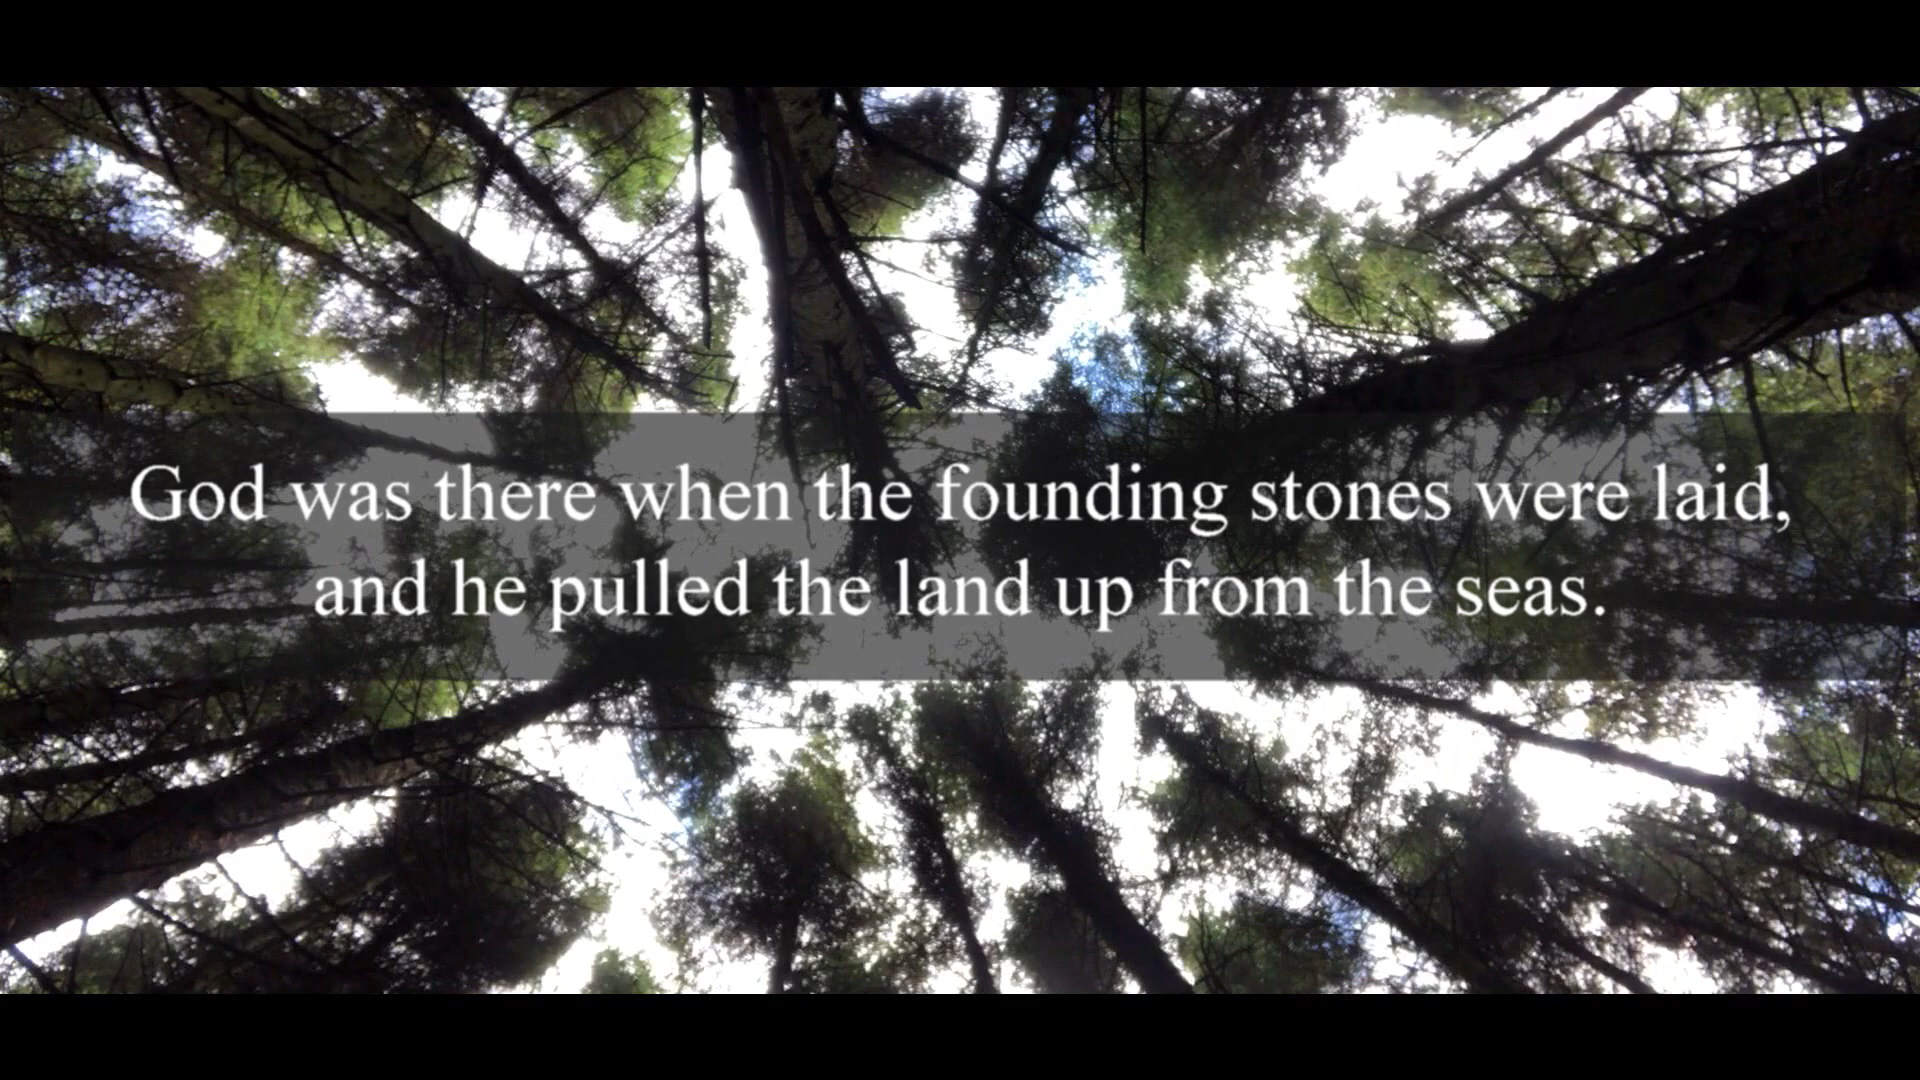 God was there when the founding stones were laid,
and he pulled the land up from the seas.